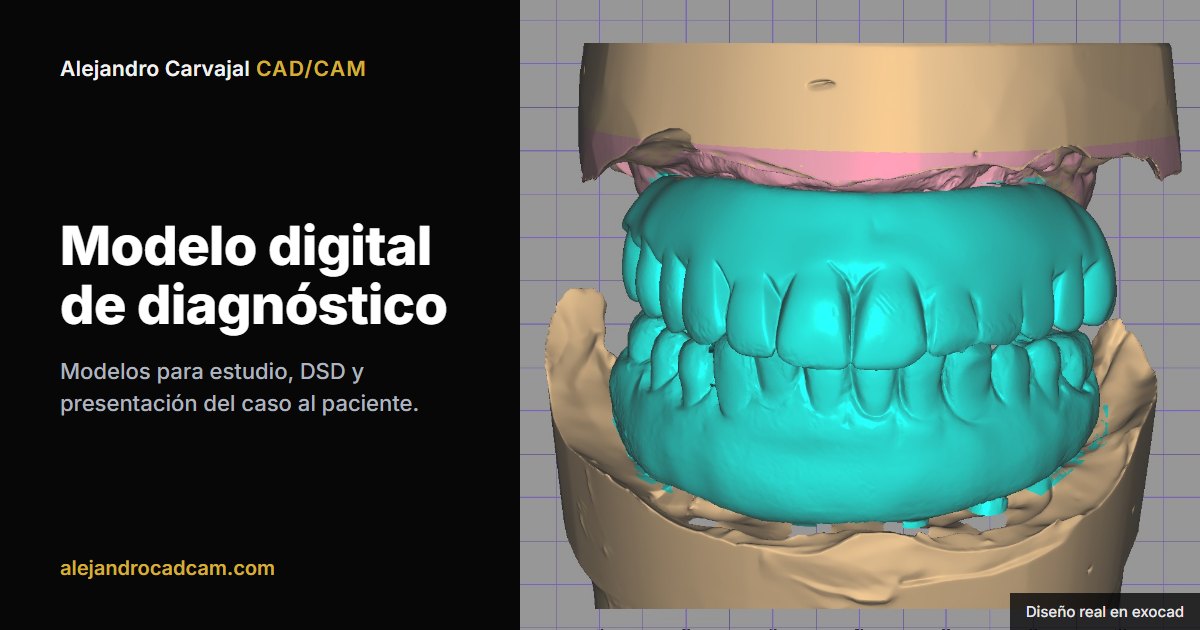 Alejandro Carvajal CAD/CAM
Modelo digital
de diagnóstico
Modelos para estudio, DSD y
presentación del caso al paciente.
alejandrocadcam.com
Diseño real en exocad